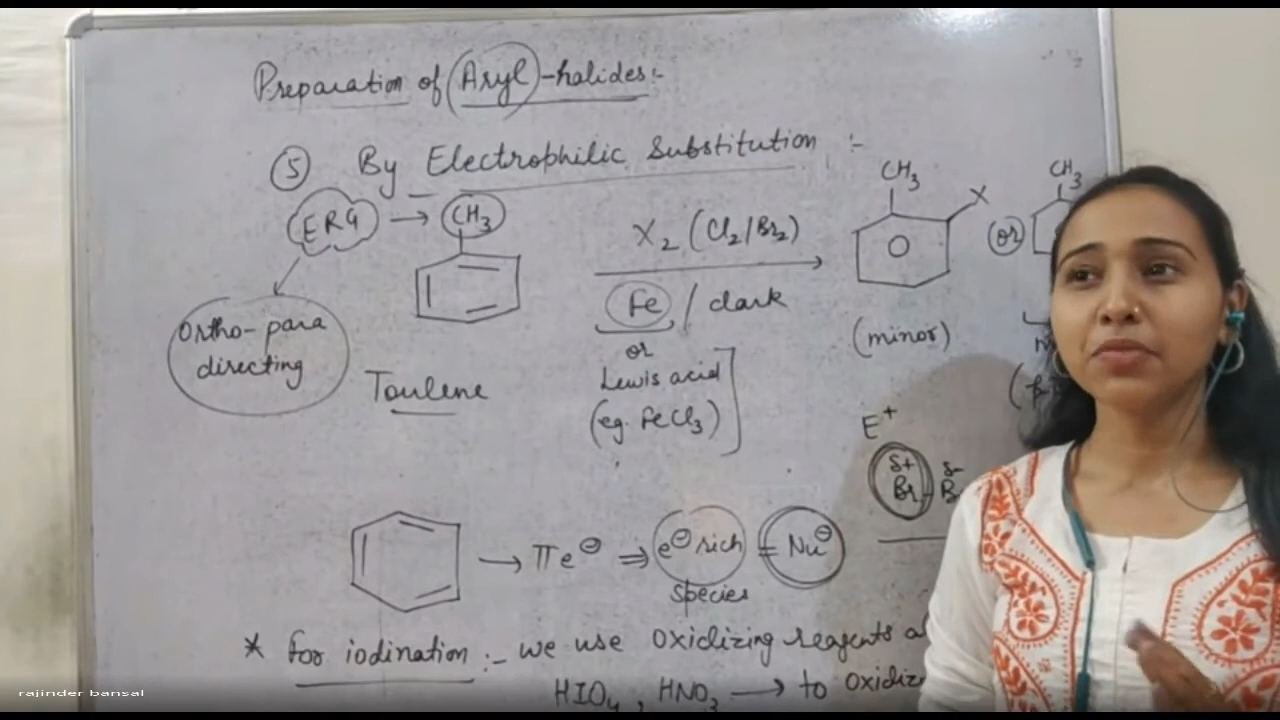 Preparation of (Aryl)-halides:-
(5) By Electrophilic Substitution :-
ERG → CH3
Ortho-para
directing
Toulene
X2 (Cl2/Br2)
Fe / dark
or
Lewis acid
(eg. FeCl3)
CH3
X
(minor)
(or)
CH3
E+
δ+ δ-
Br - B
→ πe⊖ ⇒ e⊖rich = Nu⊖
species
* for iodination :- we use oxidizing reagents
HIO4, HNO3 → to
rajinder bansal